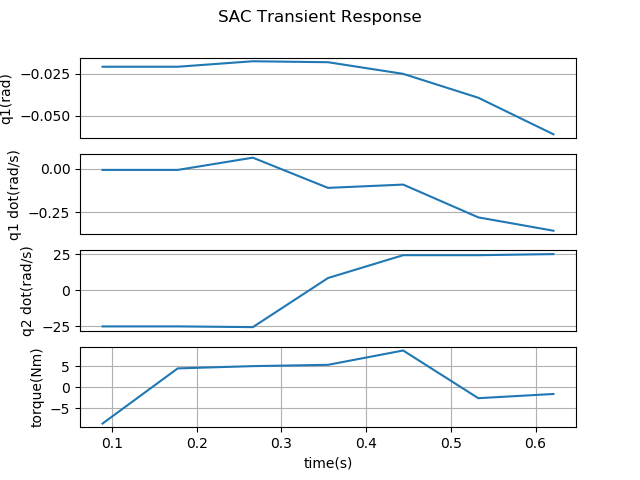 SAC Transient Response
q1(rad)
−0.025
−0.050
q1 dot(rad/s)
0.00
−0.25
q2 dot(rad/s)
25
0
−25
torque(Nm)
5
0
−5
0.1 0.2 0.3 0.4 0.5 0.6
time(s)